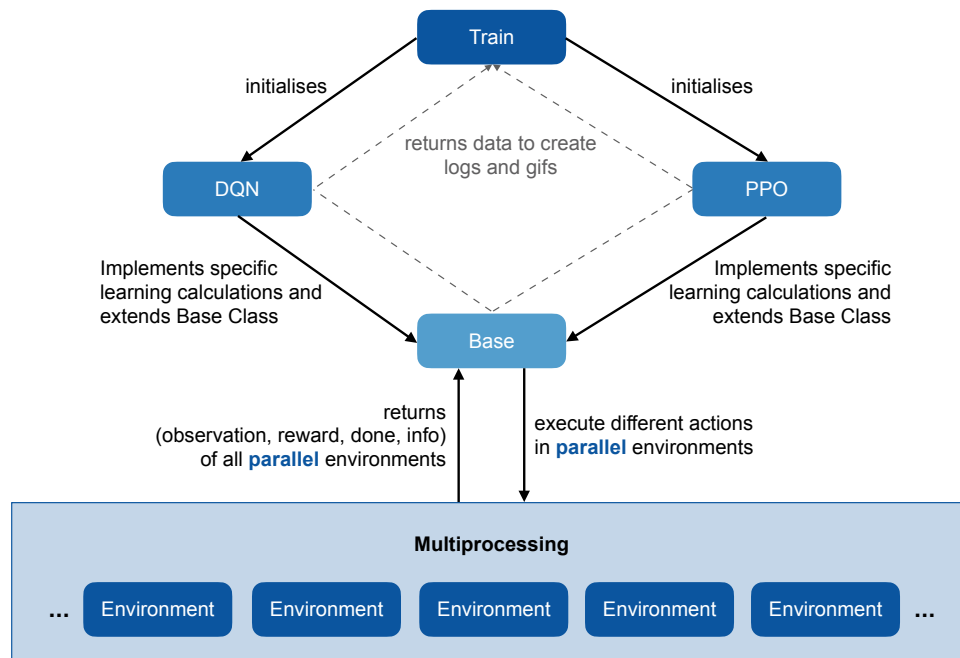 Train
initialises
initialises
returns data to create
logs and gifs
DQN
PPO
Implements specific
learning calculations and
extends Base Class
Implements specific
learning calculations and
extends Base Class
Base
returns
(observation, reward, done, info)
of all parallel environments
execute different actions
in parallel environments
Multiprocessing
... Environment Environment Environment Environment Environment ...